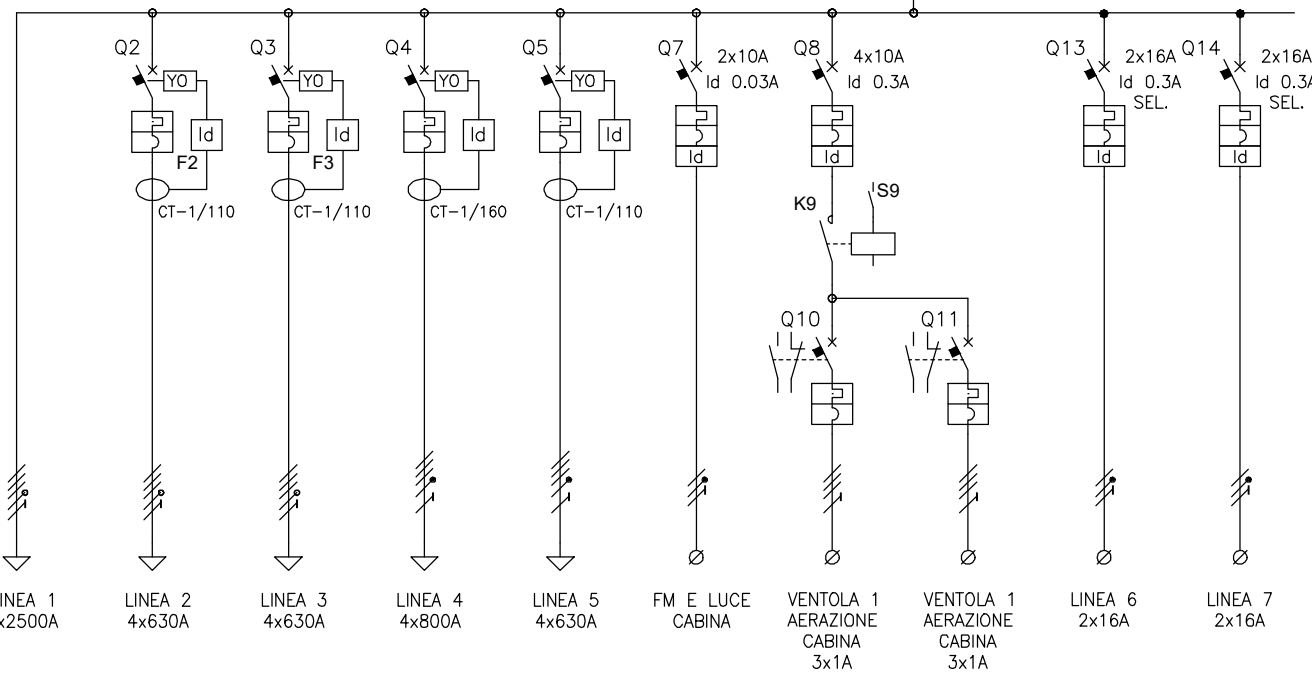 Q2
Q3
Q4
Q5
Q7
Q8
Q13
Q14
2x10A
Id 0.03A
4x10A
Id 0.3A
2x16A
Id 0.3A
SEL.
2x16A
Id 0.3A
SEL.
YO
YO
YO
YO
Id
Id
Id
Id
Id
Id
Id
Id
F2
F3
CT-1/110
CT-1/110
CT-1/160
CT-1/110
K9
S9
Q10
Q11
LINEA 1
x2500A
LINEA 2
4x630A
LINEA 3
4x630A
LINEA 4
4x800A
LINEA 5
4x630A
FM E LUCE
CABINA
VENTOLA 1
AERAZIONE
CABINA
3x1A
VENTOLA 1
AERAZIONE
CABINA
3x1A
LINEA 6
2x16A
LINEA 7
2x16A